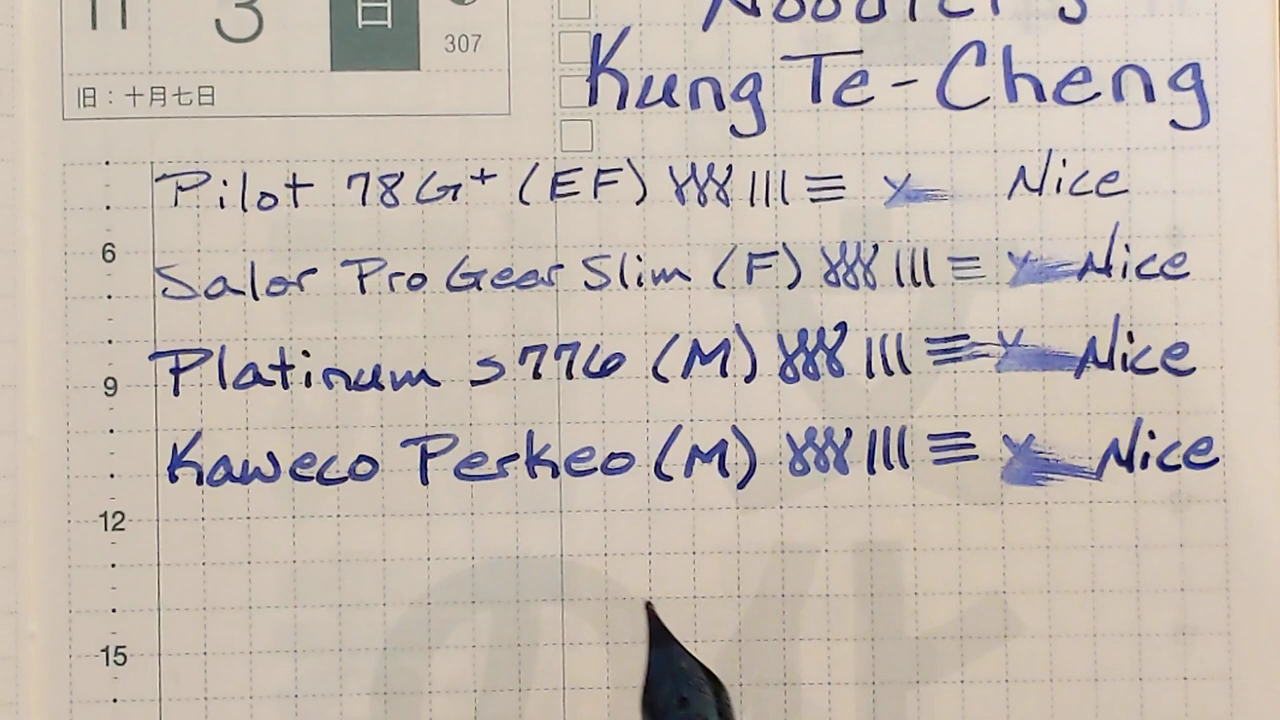 11 3 日
307
旧：十月七日
Noodler's
Kung Te-Cheng
Pilot 78G+ (EF) Nice
6
Salor Pro Gear Slim (F) Nice
Platinum 3776 (M) Nice
9
Kaweco Perkeo (M) Nice
12
15